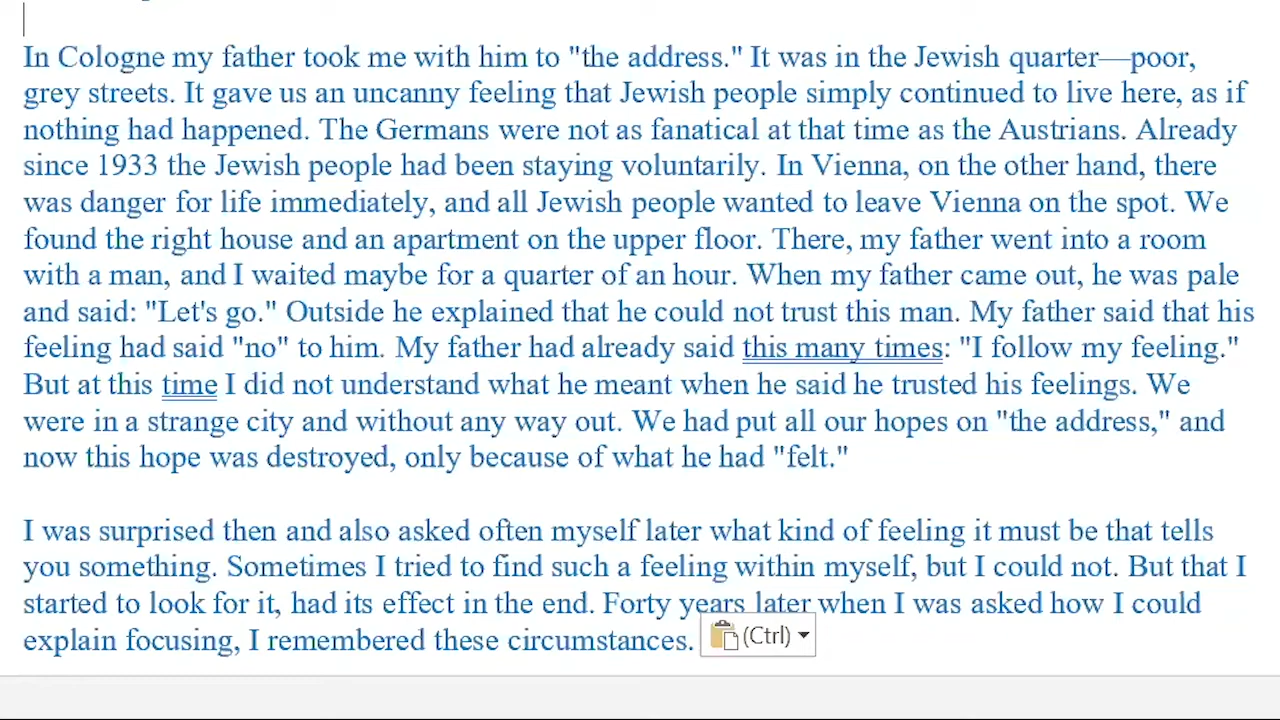 In Cologne my father took me with him to "the address." It was in the Jewish quarter—poor,
grey streets. It gave us an uncanny feeling that Jewish people simply continued to live here, as if
nothing had happened. The Germans were not as fanatical at that time as the Austrians. Already
since 1933 the Jewish people had been staying voluntarily. In Vienna, on the other hand, there
was danger for life immediately, and all Jewish people wanted to leave Vienna on the spot. We
found the right house and an apartment on the upper floor. There, my father went into a room
with a man, and I waited maybe for a quarter of an hour. When my father came out, he was pale
and said: "Let's go." Outside he explained that he could not trust this man. My father said that his
feeling had said "no" to him. My father had already said this many times: "I follow my feeling."
But at this time I did not understand what he meant when he said he trusted his feelings. We
were in a strange city and without any way out. We had put all our hopes on "the address," and
now this hope was destroyed, only because of what he had "felt."
I was surprised then and also asked often myself later what kind of feeling it must be that tells
you something. Sometimes I tried to find such a feeling within myself, but I could not. But that I
started to look for it, had its effect in the end. Forty years later when I was asked how I could
explain focusing, I remembered these circumstances.
(Ctrl)